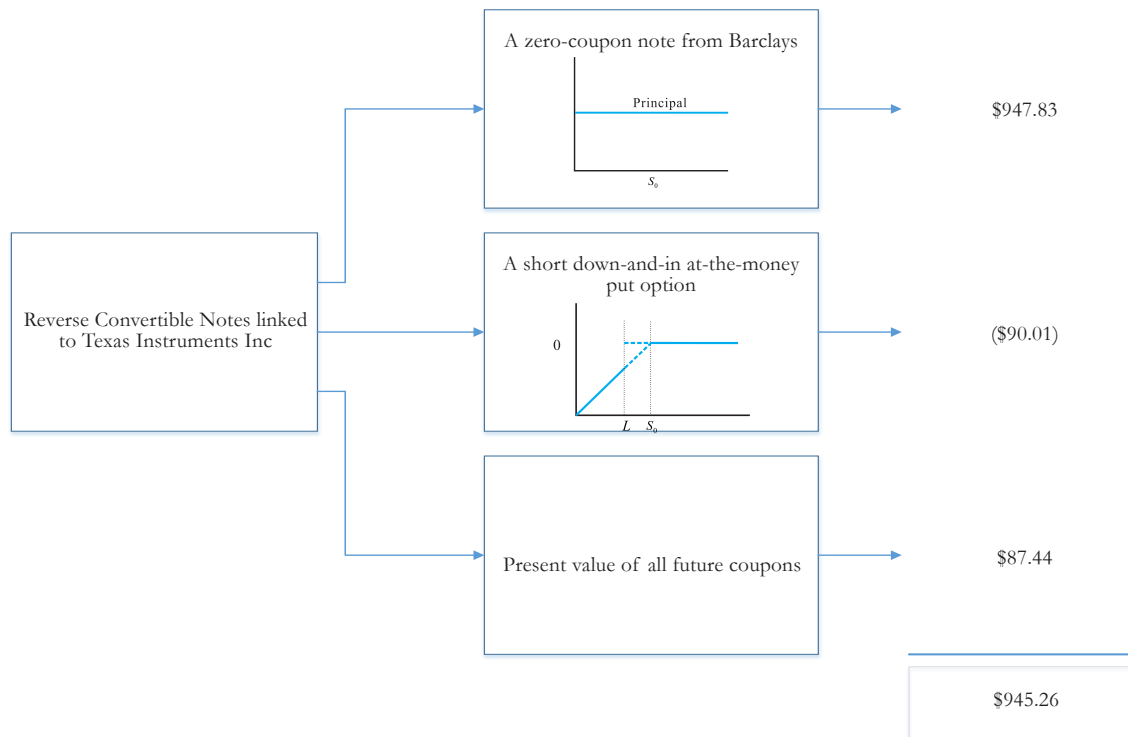 A zero-coupon note from Barclays
Principal
S₀
$947.83
Reverse Convertible Notes linked
to Texas Instruments Inc
A short down-and-in at-the-money
put option
0
L S₀
($90.01)
Present value of all future coupons
$87.44
$945.26